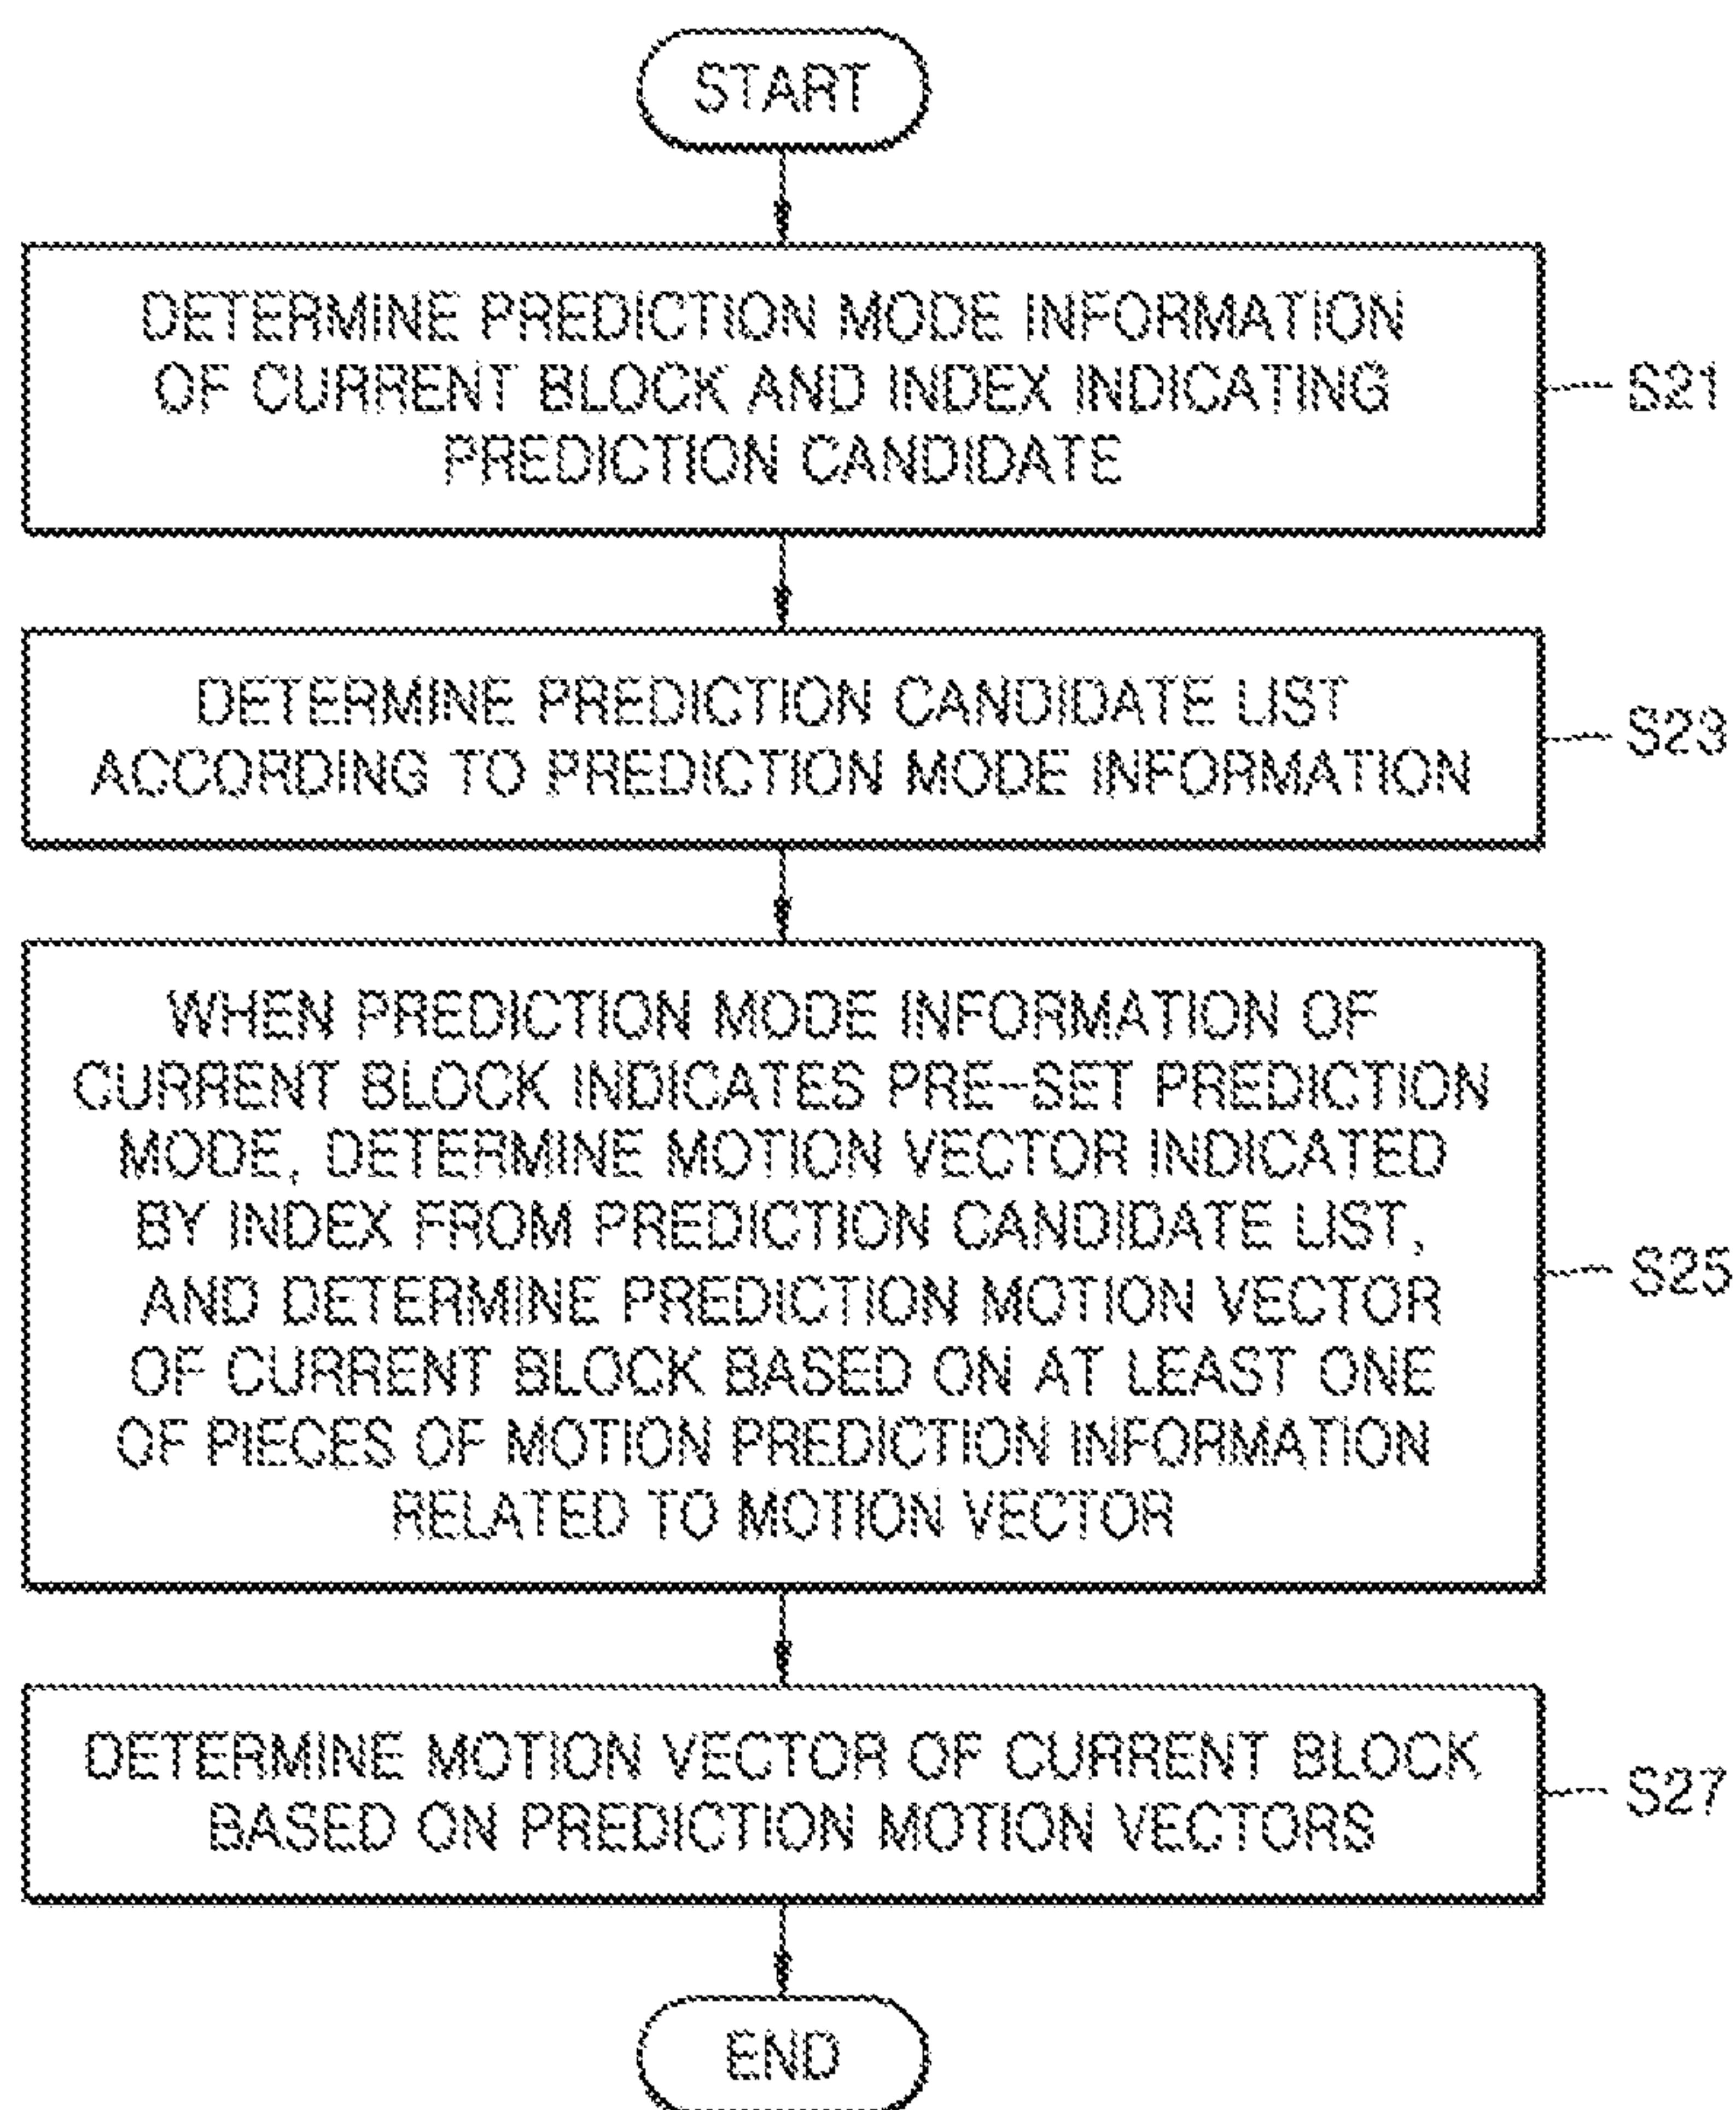 START
DETERMINE PREDICTION MODE INFORMATION
OF CURRENT BLOCK AND INDEX INDICATING
PREDICTION CANDIDATE
S21
DETERMINE PREDICTION CANDIDATE LIST
ACCORDING TO PREDICTION MODE INFORMATION
S23
WHEN PREDICTION MODE INFORMATION OF
CURRENT BLOCK INDICATES PRE-SET PREDICTION
MODE, DETERMINE MOTION VECTOR INDICATED
BY INDEX FROM PREDICTION CANDIDATE LIST,
AND DETERMINE PREDICTION MOTION VECTOR
OF CURRENT BLOCK BASED ON AT LEAST ONE
OF PIECES OF MOTION PREDICTION INFORMATION
RELATED TO MOTION VECTOR
S25
DETERMINE MOTION VECTOR OF CURRENT BLOCK
BASED ON PREDICTION MOTION VECTORS
S27
END